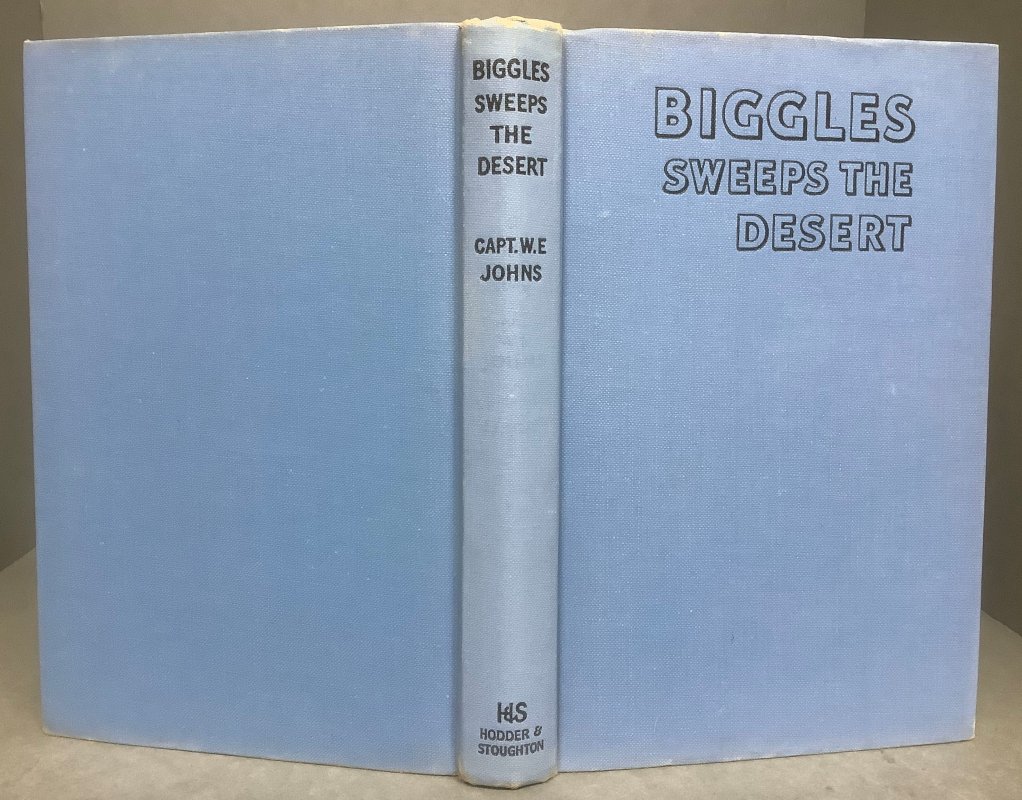 BIGGLES
SWEEPS
THE
DESERT
CAPT. W.E
JOHNS
H&S
HODDER &
STOUGHTON
BIGGLES
SWEEPS THE
DESERT